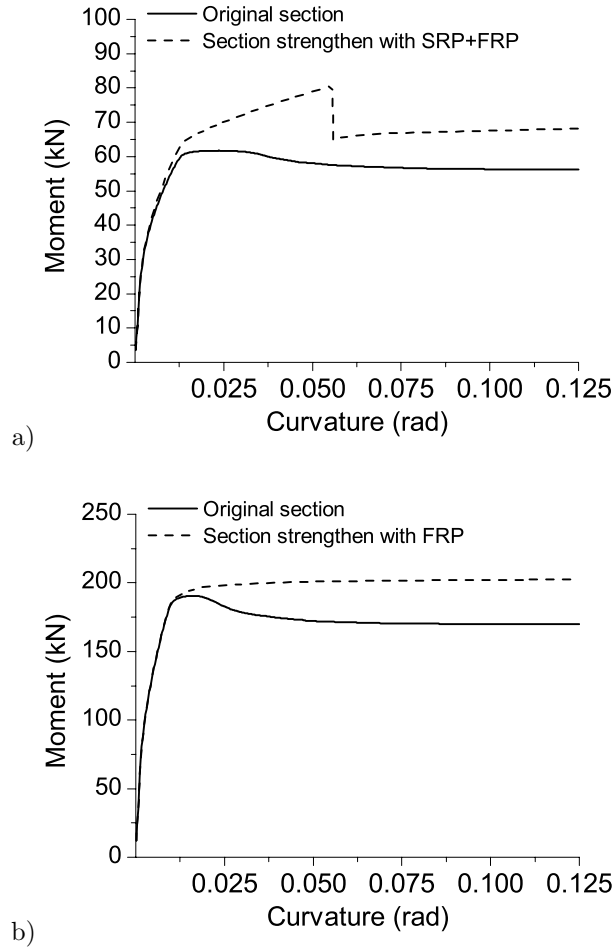 Original section
Section strengthen with SRP+FRP
100
90
80
70
60
50
40
30
20
10
0
Moment (kN)
0.025 0.050 0.075 0.100 0.125
Curvature (rad)
a)
Original section
Section strengthen with FRP
250
200
150
100
50
0
Moment (kN)
0.025 0.050 0.075 0.100 0.125
Curvature (rad)
b)